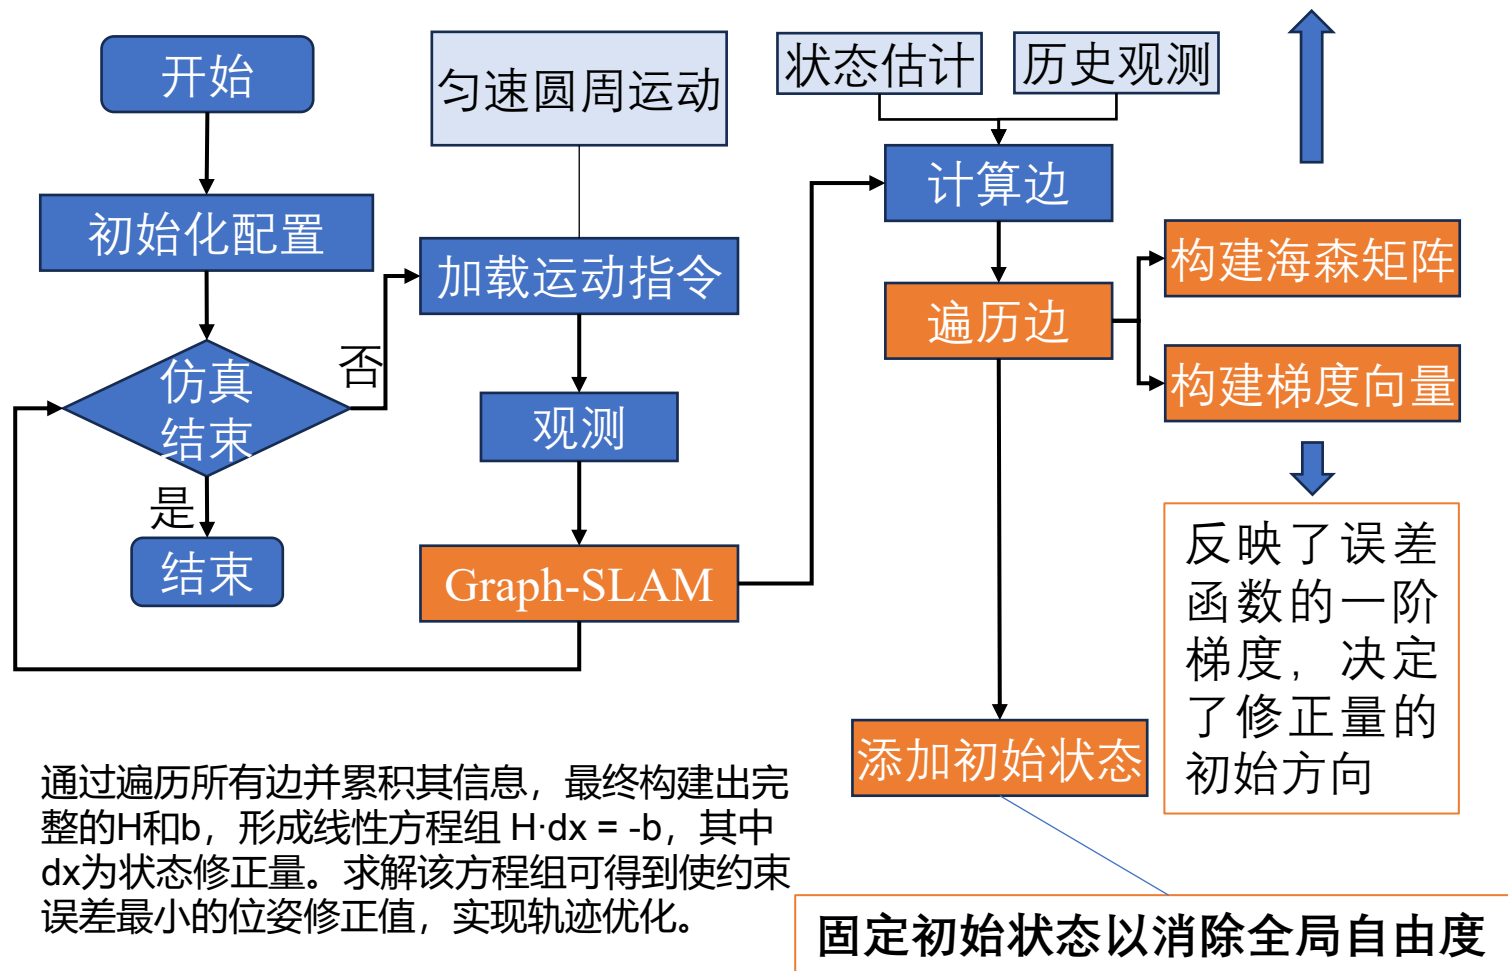 开始
初始化配置
仿真
结束
否
是
结束
匀速圆周运动
加载运动指令
观测
Graph-SLAM
状态估计
历史观测
计算边
遍历边
构建海森矩阵
构建梯度向量
反映了误差
函数的一阶
梯度，决定
了修正量的
初始方向
添加初始状态
固定初始状态以消除全局自由度
通过遍历所有边并累积其信息，最终构建出完
整的H和b，形成线性方程组 H·dx = -b，其中
dx为状态修正量。求解该方程组可得到使约束
误差最小的位姿修正值，实现轨迹优化。